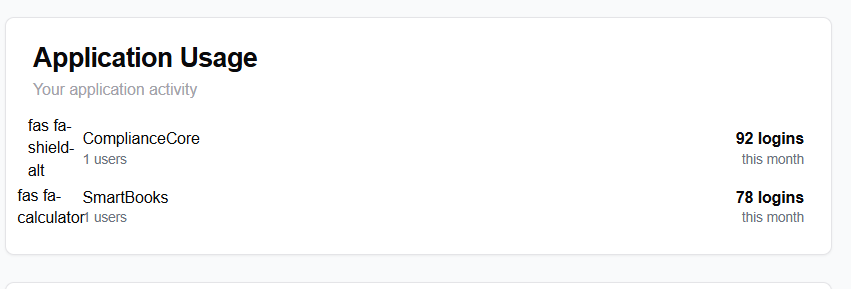 Application Usage
Your application activity
fas fa-
shield-
alt
ComplianceCore
1 users
92 logins
this month
fas fa-
calculator
SmartBooks
1 users
78 logins
this month